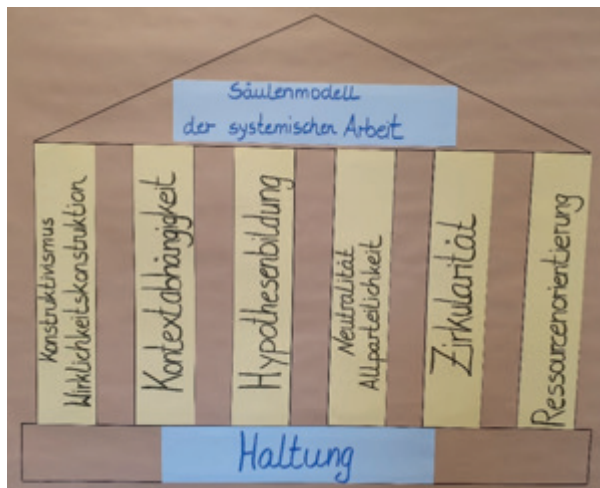 Säulenmodell
der systemischen Arbeit
Konstruktivismus
Wirklichkeitskonstruktion
Kontextabhängigkeit
Hypothesenbildung
Neutralität
Allparteilichkeit
Zirkularität
Ressourcenorientierung
Haltung